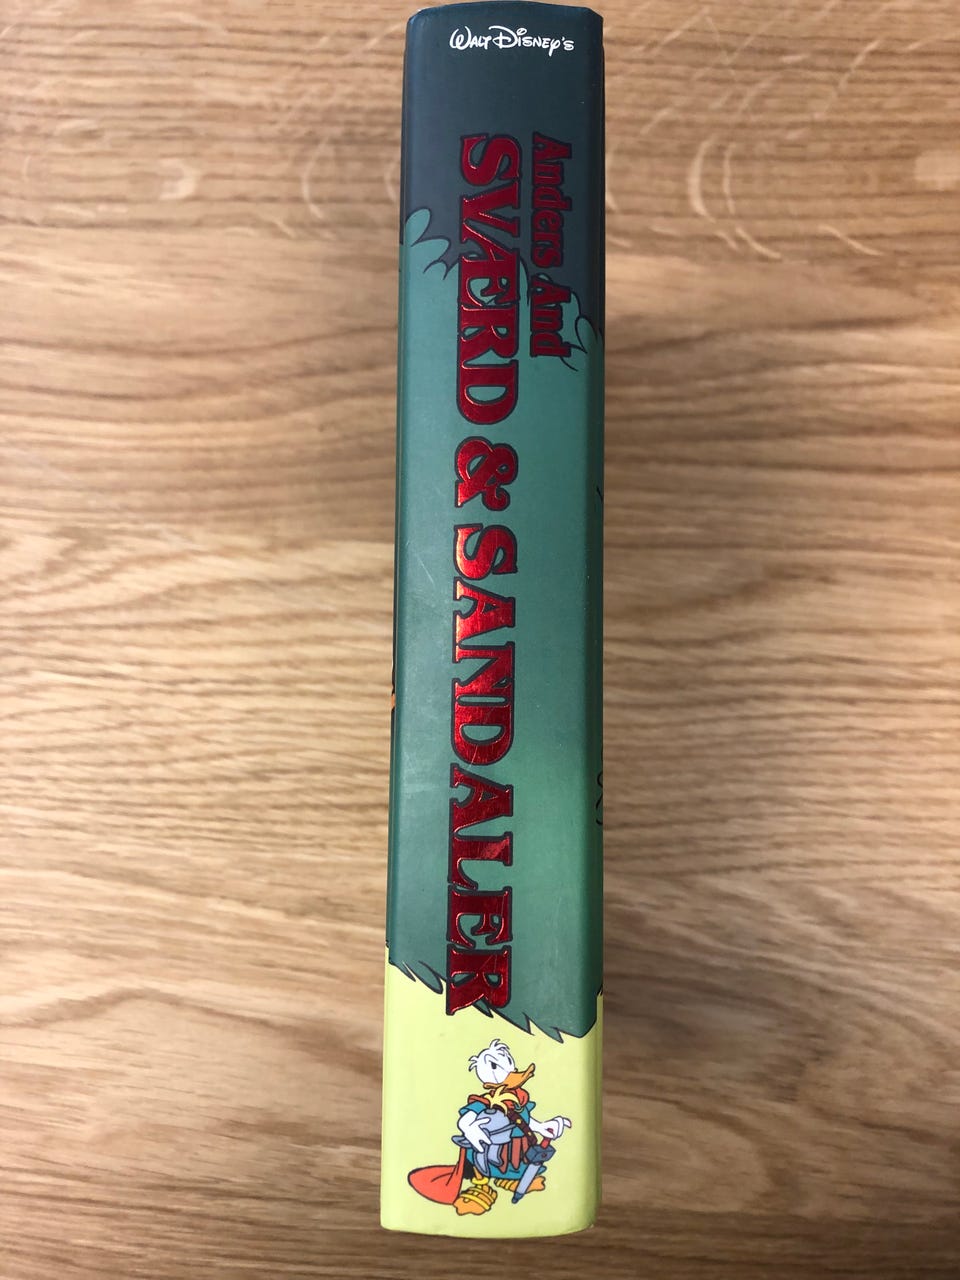 WALT DISNEY'S
Anders And
SVÆRD & SANDALER